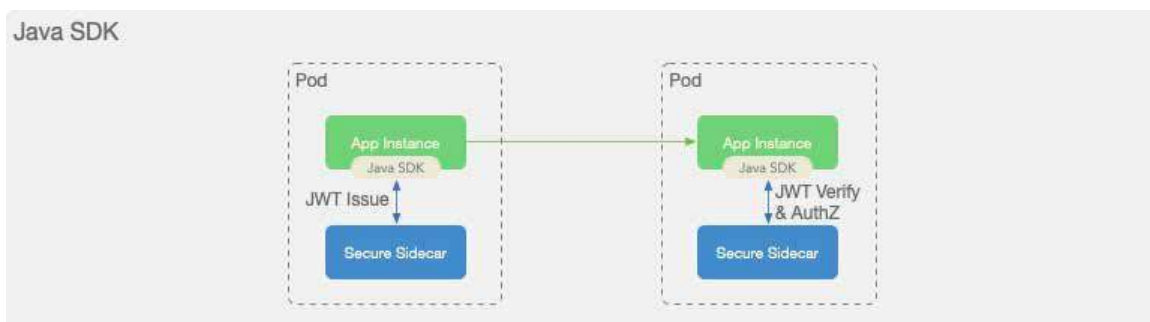 Java SDK
Pod
App Instance
Java SDK
JWT Issue
Secure Sidecar
Pod
App Instance
Java SDK
JWT Verify
& AuthZ
Secure Sidecar